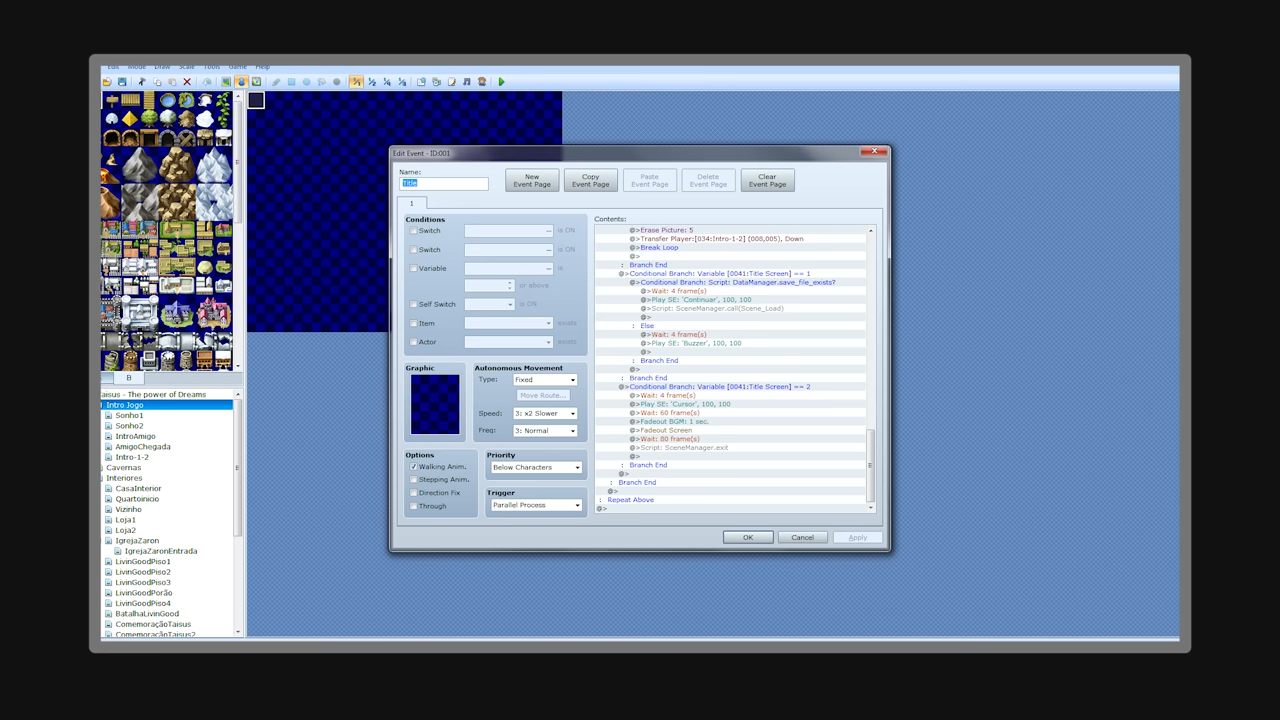 Edit Mode Draw Scale Tools Game Help
Edit Event - ID:001
Name:
Title
New Event Page
Copy Event Page
Paste Event Page
Delete Event Page
Clear Event Page
1
Conditions
Switch -- is ON
Switch -- is ON
Variable -- is
or above
Self Switch is ON
Item exists
Actor exists
Graphic
Autonomous Movement
Type: Fixed
Move Route...
Speed: 3: x2 Slower
Freq: 3: Normal
Options
Walking Anim.
Stepping Anim.
Direction Fix
Through
Priority
Below Characters
Trigger
Parallel Process
Contents:
@>Erase Picture: 5
@>Transfer Player:[034:Intro-1-2] (008,005), Down
@>Break Loop
@>
: Branch End
@>Conditional Branch: Variable [0041:Title Screen] == 1
@>Conditional Branch: Script: DataManager.save_file_exists?
@>Wait: 4 frame(s)
@>Play SE: 'Continuar', 100, 100
@>Script: SceneManager.call(Scene_Load)
@>
: Else
@>Wait: 4 frame(s)
@>Play SE: 'Buzzer', 100, 100
@>
: Branch End
@>
: Branch End
@>Conditional Branch: Variable [0041:Title Screen] == 2
@>Wait: 4 frame(s)
@>Play SE: 'Cursor', 100, 100
@>Wait: 60 frame(s)
@>Fadeout BGM: 1 sec.
@>Fadeout Screen
@>Wait: 80 frame(s)
@>Script: SceneManager.exit
@>
: Branch End
@>
: Branch End
@>
: Repeat Above
@>
OK
Cancel
Apply
B
aisus - The power of Dreams
Intro Jogo
Sonho1
Sonho2
IntroAmigo
AmigoChegada
Intro-1-2
Cavernas
Interiores
CasaInterior
Quartoinicio
Vizinho
Loja1
Loja2
IgrejaZaron
IgrejaZaronEntrada
LivinGoodPiso1
LivinGoodPiso2
LivinGoodPiso3
LivinGoodPorão
LivinGoodPiso4
BatalhaLivinGood
ComemoraçãoTaisus
ComemoraçãoTaisus2